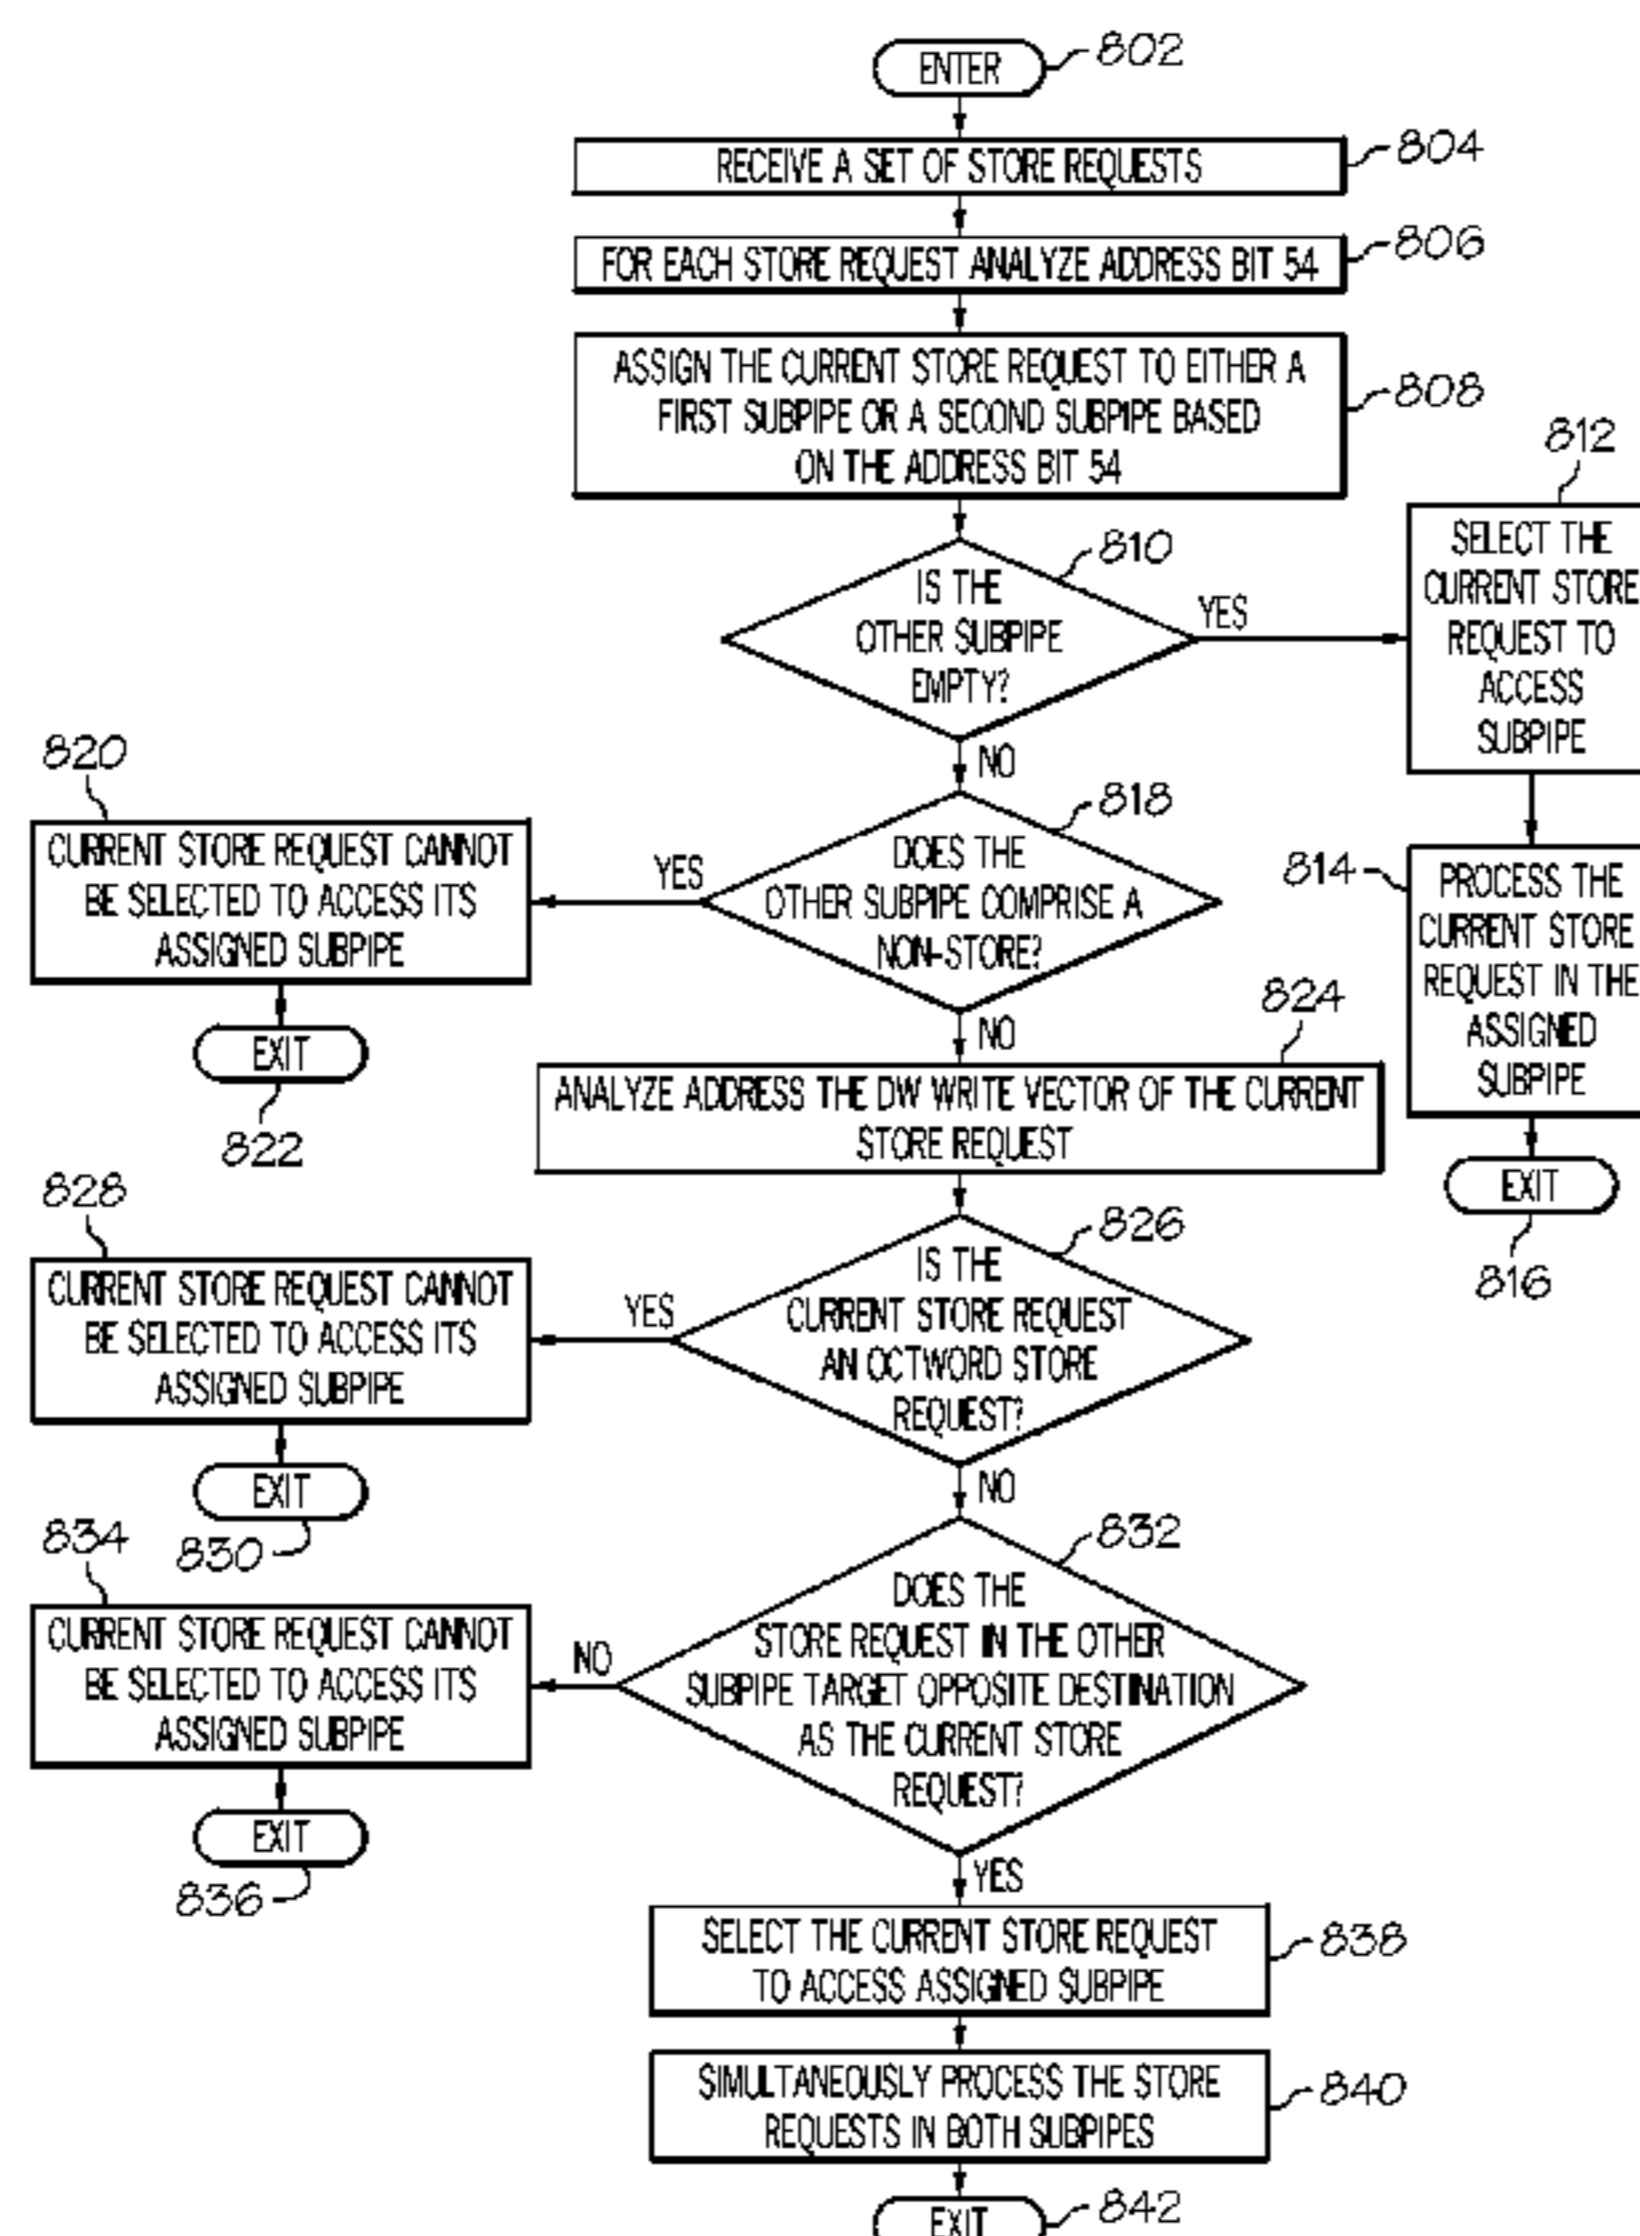 ENTER
802
RECEIVE A SET OF STORE REQUESTS
804
FOR EACH STORE REQUEST ANALYZE ADDRESS BIT 54
806
ASSIGN THE CURRENT STORE REQUEST TO EITHER A
FIRST SUBPIPE OR A SECOND SUBPIPE BASED
ON THE ADDRESS BIT 54
808
810
IS THE
OTHER SUBPIPE
EMPTY?
YES
NO
812
SELECT THE
CURRENT STORE
REQUEST TO
ACCESS
SUBPIPE
814
PROCESS THE
CURRENT STORE
REQUEST IN THE
ASSIGNED
SUBPIPE
EXIT
816
818
DOES THE
OTHER SUBPIPE COMPRISE A
NON-STORE?
YES
NO
820
CURRENT STORE REQUEST CANNOT
BE SELECTED TO ACCESS ITS
ASSIGNED SUBPIPE
EXIT
822
824
ANALYZE ADDRESS THE DW WRITE VECTOR OF THE CURRENT
STORE REQUEST
826
IS THE
CURRENT STORE REQUEST
AN OCTWORD STORE
REQUEST?
YES
NO
828
CURRENT STORE REQUEST CANNOT
BE SELECTED TO ACCESS ITS
ASSIGNED SUBPIPE
EXIT
830
832
DOES THE
STORE REQUEST IN THE OTHER
SUBPIPE TARGET OPPOSITE DESTINATION
AS THE CURRENT STORE
REQUEST?
NO
YES
834
CURRENT STORE REQUEST CANNOT
BE SELECTED TO ACCESS ITS
ASSIGNED SUBPIPE
EXIT
836
SELECT THE CURRENT STORE REQUEST
TO ACCESS ASSIGNED SUBPIPE
838
SIMULTANEOUSLY PROCESS THE STORE
REQUESTS IN BOTH SUBPIPES
840
EXIT
842